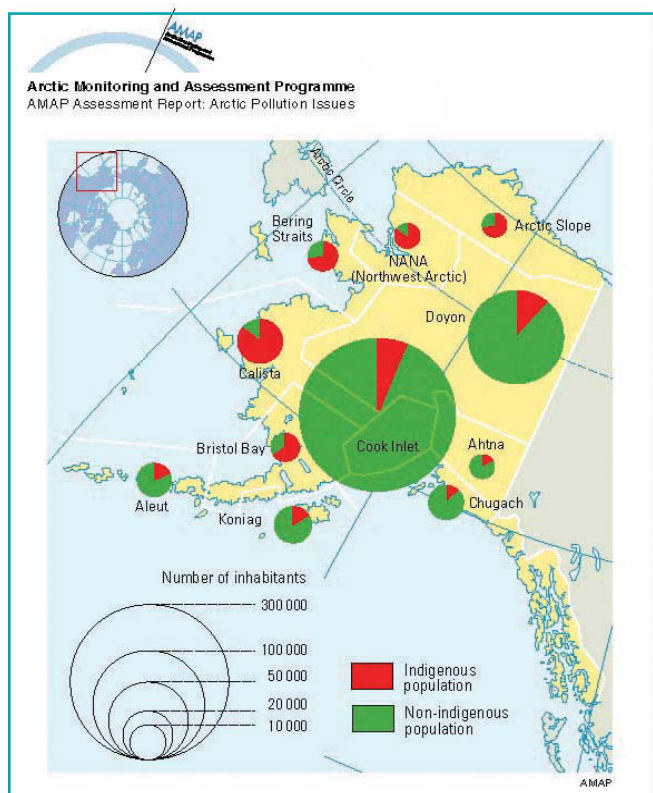 AMAP
Arctic Monitoring and Assessment Programme
AMAP Assessment Report: Arctic Pollution Issues
Arctic Circle
Bering
Straits
Arctic Slope
NANA
(Northwest Arctic)
Doyon
Calista
Bristol Bay
Cook Inlet
Ahtna
Aleut
Koniag
Chugach
Number of inhabitants
300 000
100 000
50 000
20 000
10 000
Indigenous
population
Non-indigenous
population
AMAP